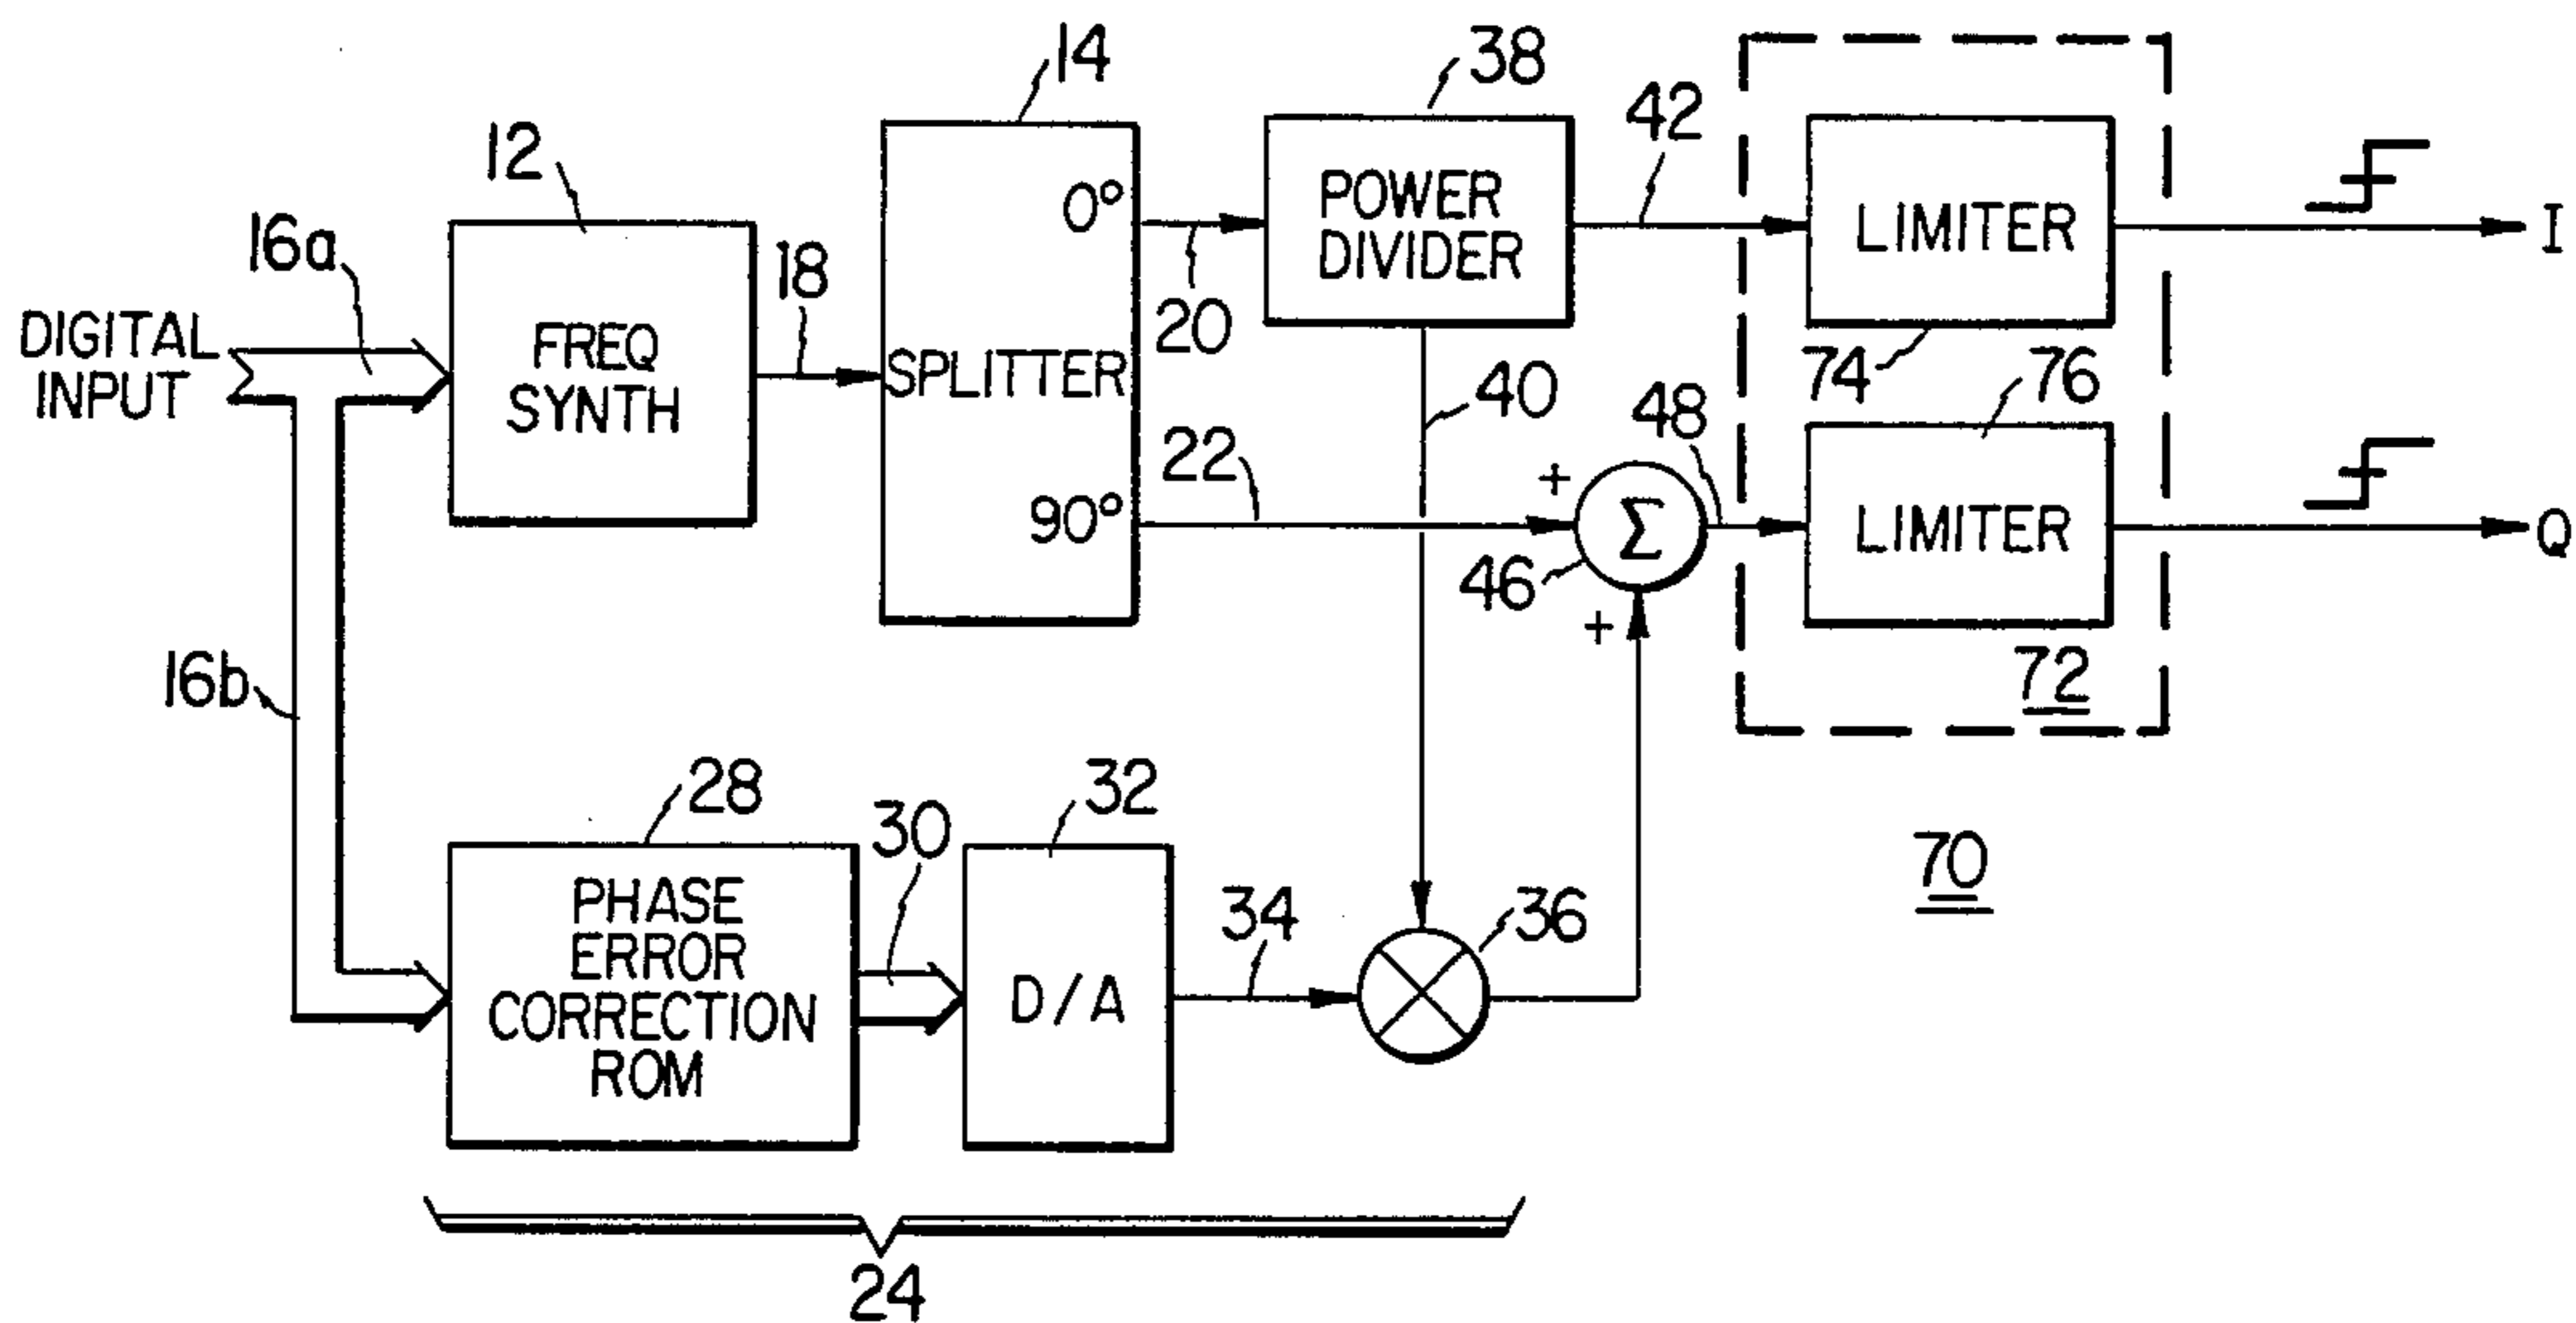 14
38
42
12
0°
POWER
DIVIDER
LIMITER
I
16a
18
20
DIGITAL
INPUT
FREQ
SYNTH
SPLITTER
40
74
76
48
22
90°
+
Σ
46
+
LIMITER
Q
72
16b
28
30
32
34
36
70
PHASE
ERROR
CORRECTION
ROM
D/A
24